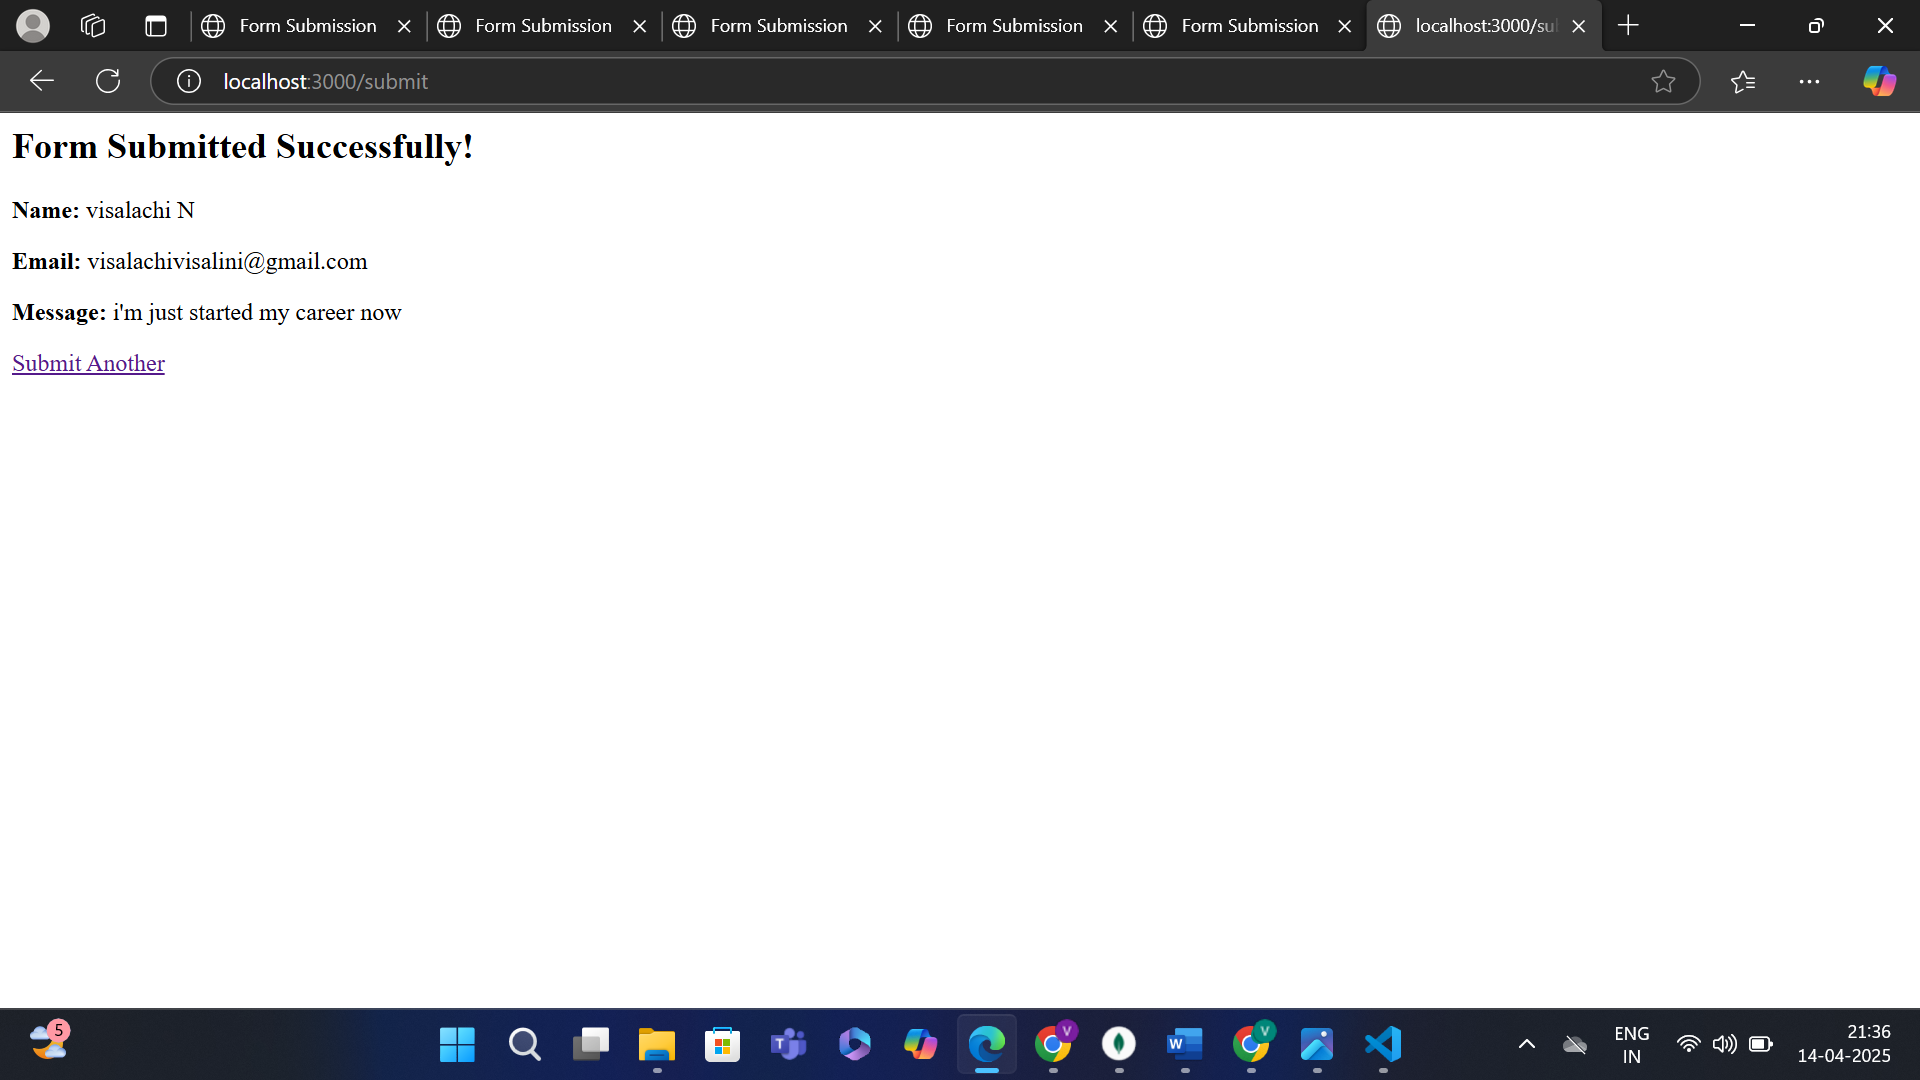 Form Submission
Form Submission
Form Submission
Form Submission
Form Submission
localhost:3000/sul
localhost:3000/submit
Form Submitted Successfully!
Name: visalachi N
Email: visalachivisalini@gmail.com
Message: i'm just started my career now
Submit Another
5
T
V
W
V
ENG
IN
21:36
14-04-2025